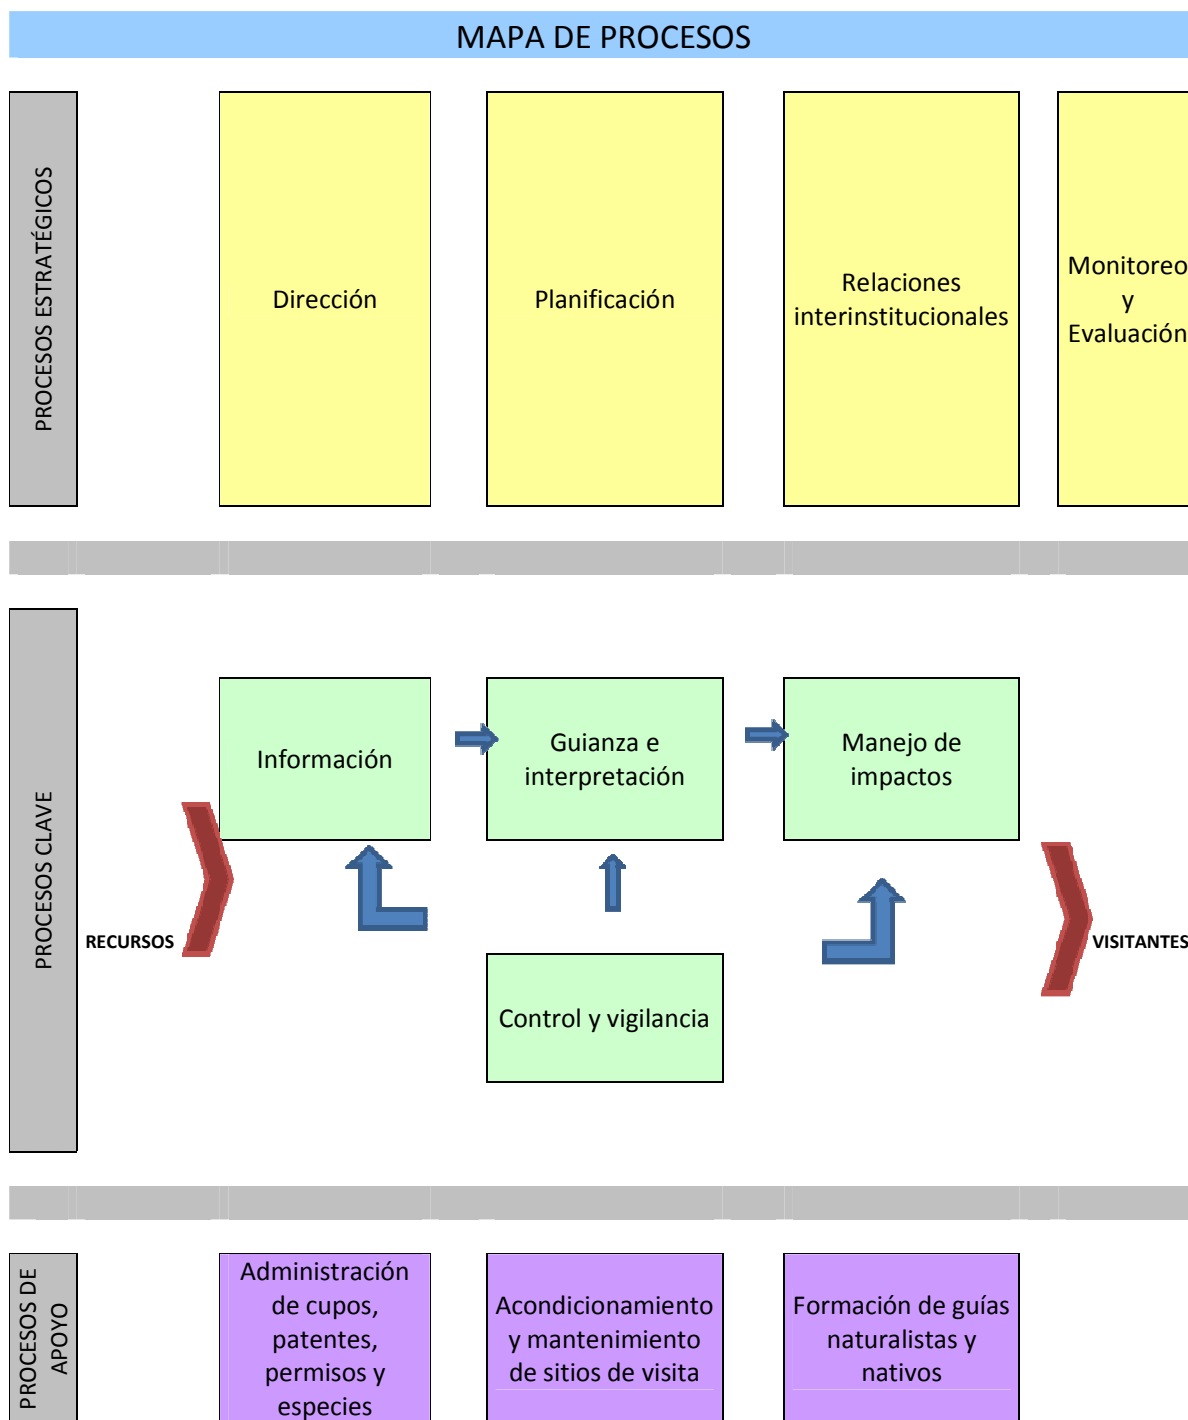 MAPA DE PROCESOS
PROCESOS ESTRATÉGICOS
Dirección
Planificación
Relaciones
interinstitucionales
Monitoreo
y
Evaluación
PROCESOS CLAVE
RECURSOS
Información
Guianza e
interpretación
Manejo de
impactos
Control y vigilancia
VISITANTES
PROCESOS DE
APOYO
Administración
de cupos,
patentes,
permisos y
especies
Acondicionamiento
y mantenimiento
de sitios de visita
Formación de guías
naturalistas y
nativos